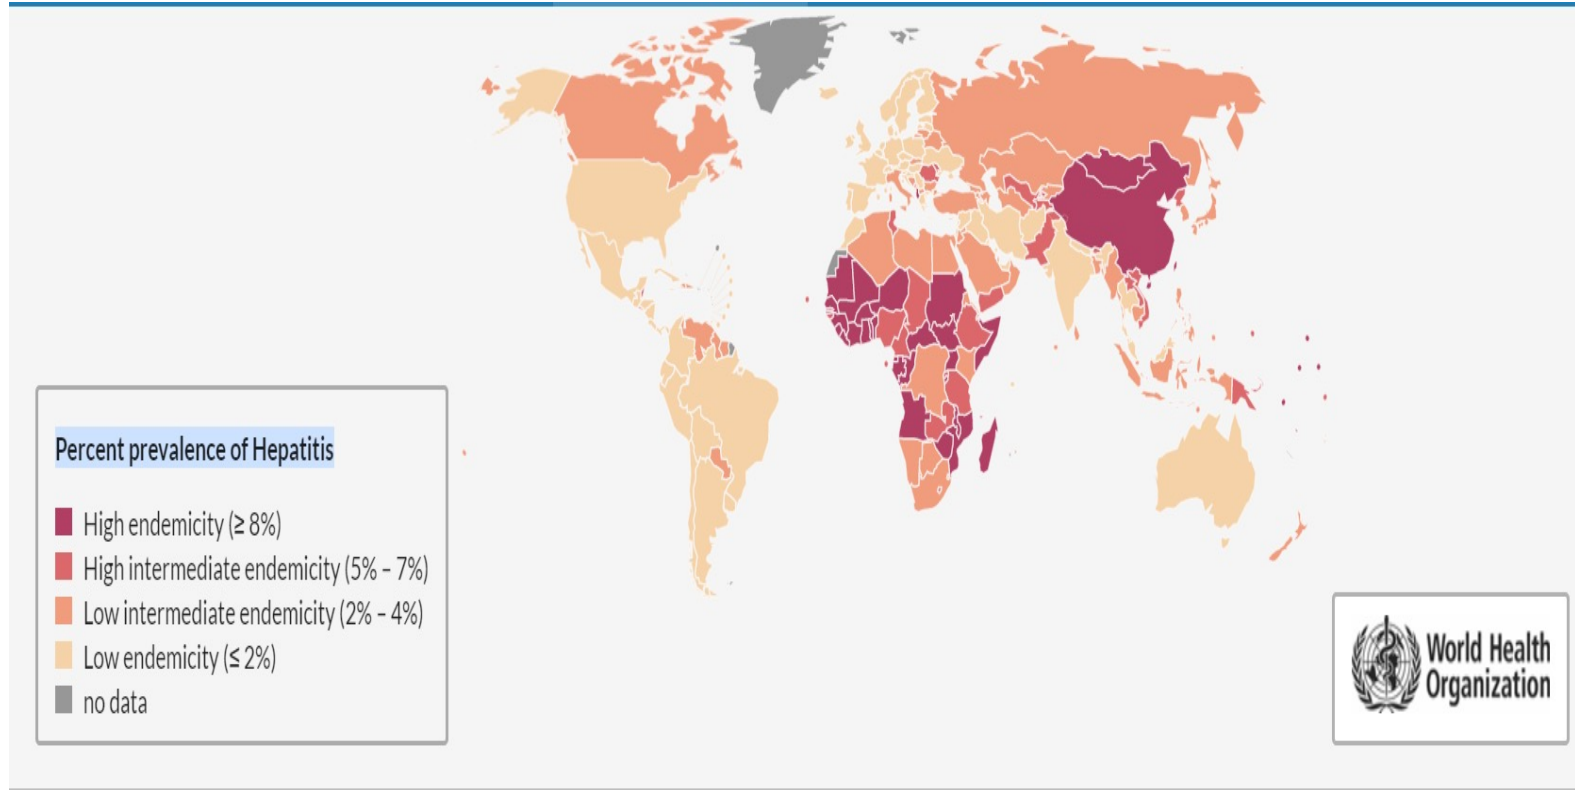 Percent prevalence of Hepatitis
High endemicity (≥ 8%)
High intermediate endemicity (5% – 7%)
Low intermediate endemicity (2% – 4%)
Low endemicity (≤ 2%)
no data
World Health
Organization